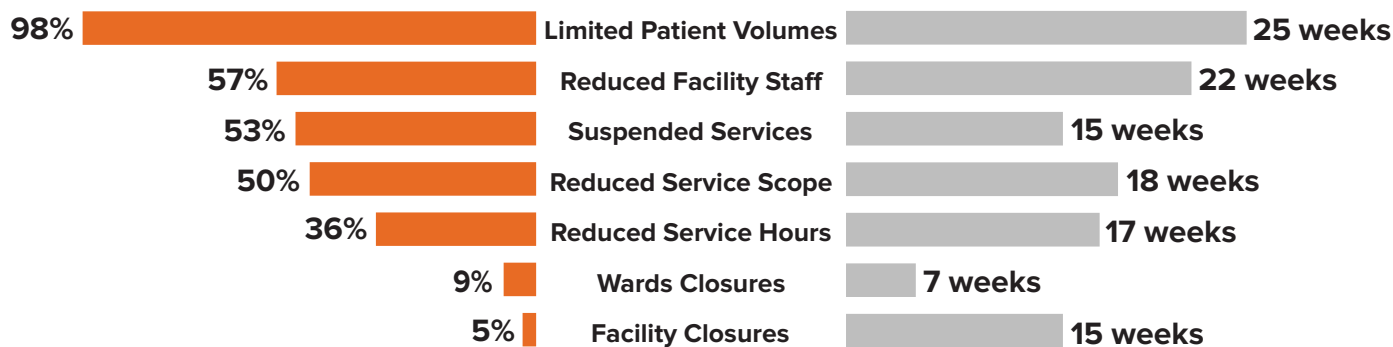 98% Limited Patient Volumes 25 weeks
57% Reduced Facility Staff 22 weeks
53% Suspended Services 15 weeks
50% Reduced Service Scope 18 weeks
36% Reduced Service Hours 17 weeks
9% Wards Closures 7 weeks
5% Facility Closures 15 weeks